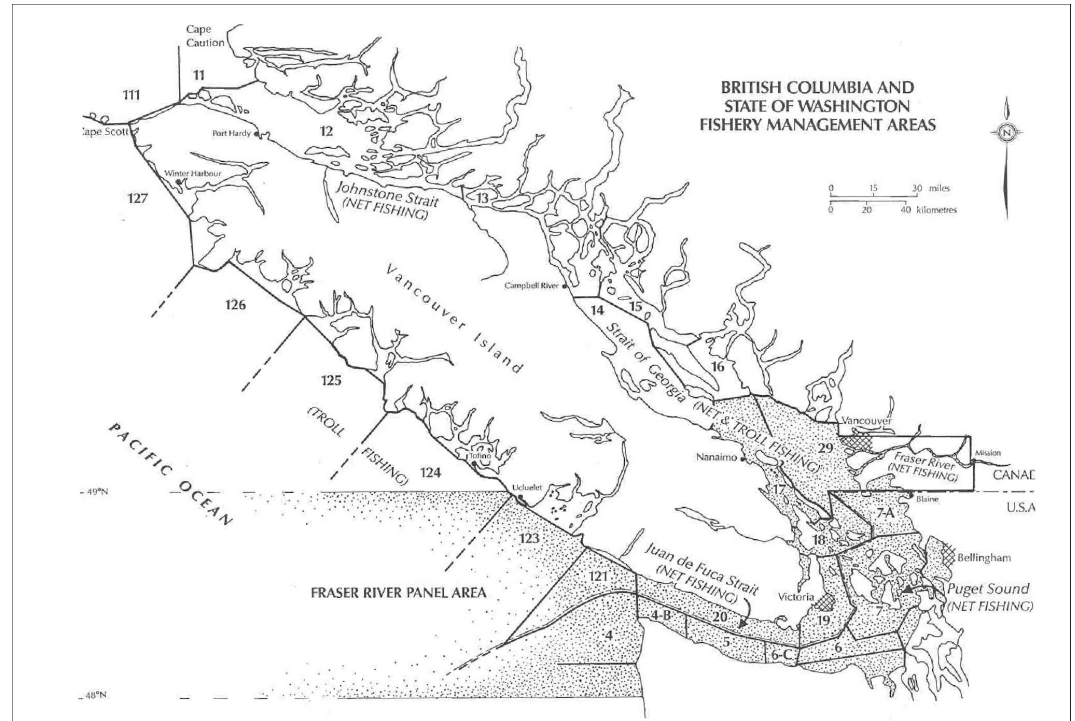 Cape
Caution
BRITISH COLUMBIA AND
STATE OF WASHINGTON
FISHERY MANAGEMENT AREAS
11
111
Cape Scott
Port Hardy
12
N
Winter Harbour
127
Johnstone Strait
(NET FISHING)
13
0 15 30 miles
0 20 40 kilometres
Vancouver Island
Campbell River
126
14
15
Strait of Georgia
(NET & TROLL FISHING)
16
125
(TROLL
FISHING)
PACIFIC OCEAN
Vancouver
29
Nanaimo
Fraser River
(NET FISHING)
Mission
124
Tofino
CANAD
49°N
Ucluelet
17
Blaine
U.S.A
7-A
123
18
Juan de Fuca Strait
(NET FISHING)
Bellingham
121
FRASER RIVER PANEL AREA
Victoria
Puget Sound
(NET FISHING)
7
20
19
4-B
4
5
6-C
6
48°N